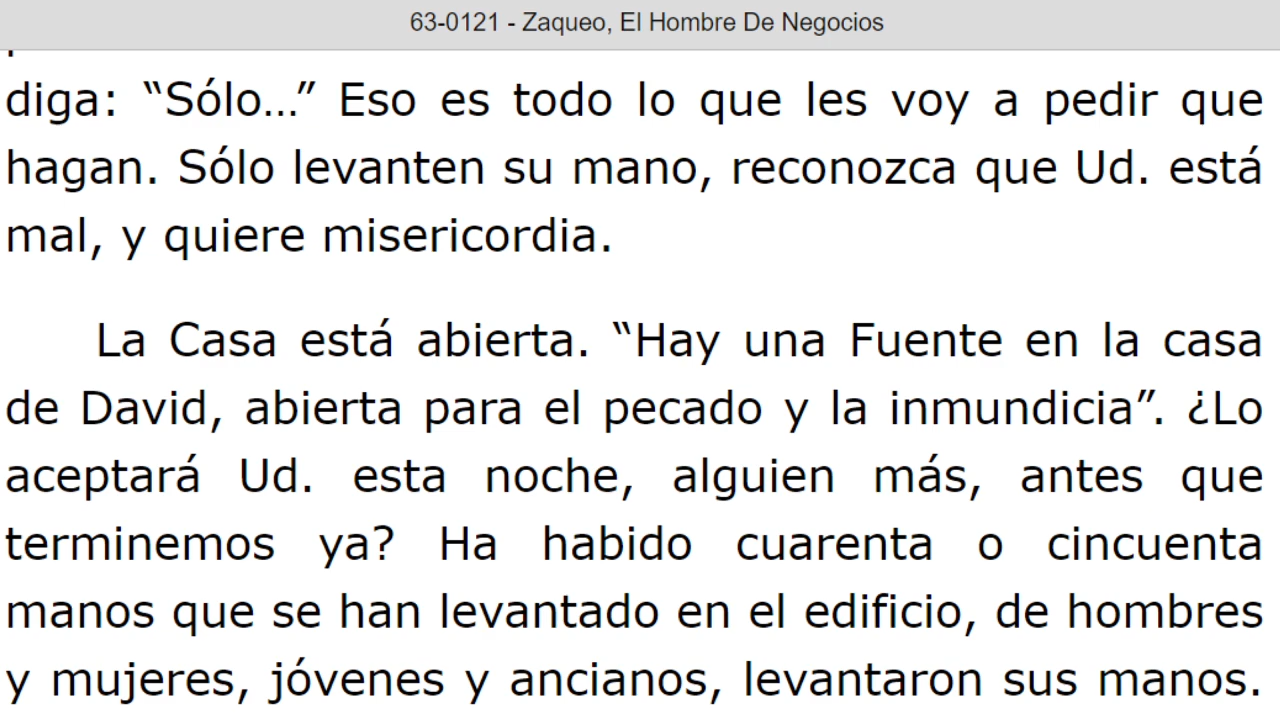 63-0121 - Zaqueo, El Hombre De Negocios
diga: “Sólo...” Eso es todo lo que les voy a pedir que
hagan. Sólo levanten su mano, reconozca que Ud. está
mal, y quiere misericordia.
La Casa está abierta. “Hay una Fuente en la casa
de David, abierta para el pecado y la inmundicia”. ¿Lo
aceptará Ud. esta noche, alguien más, antes que
terminemos ya? Ha habido cuarenta o cincuenta
manos que se han levantado en el edificio, de hombres
y mujeres, jóvenes y ancianos, levantaron sus manos.